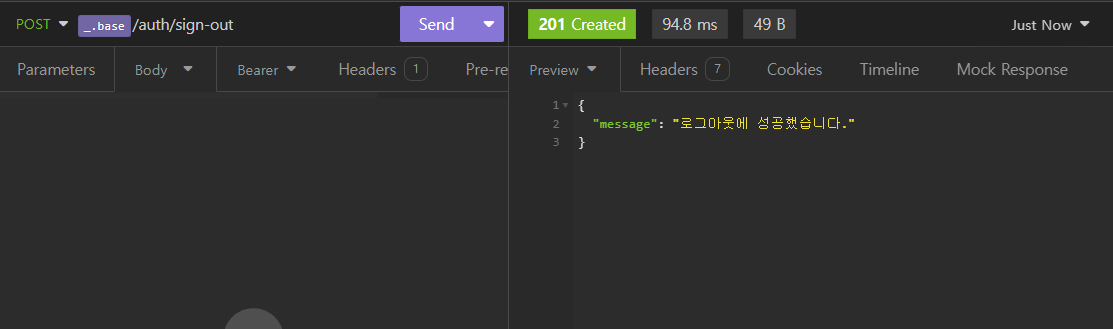 POST _.base /auth/sign-out Send 201 Created 94.8 ms 49 B Just Now
Parameters Body Bearer Headers 1 Pre-re Preview Headers 7 Cookies Timeline Mock Response
1 {
2 "message": "로그아웃에 성공했습니다."
3 }